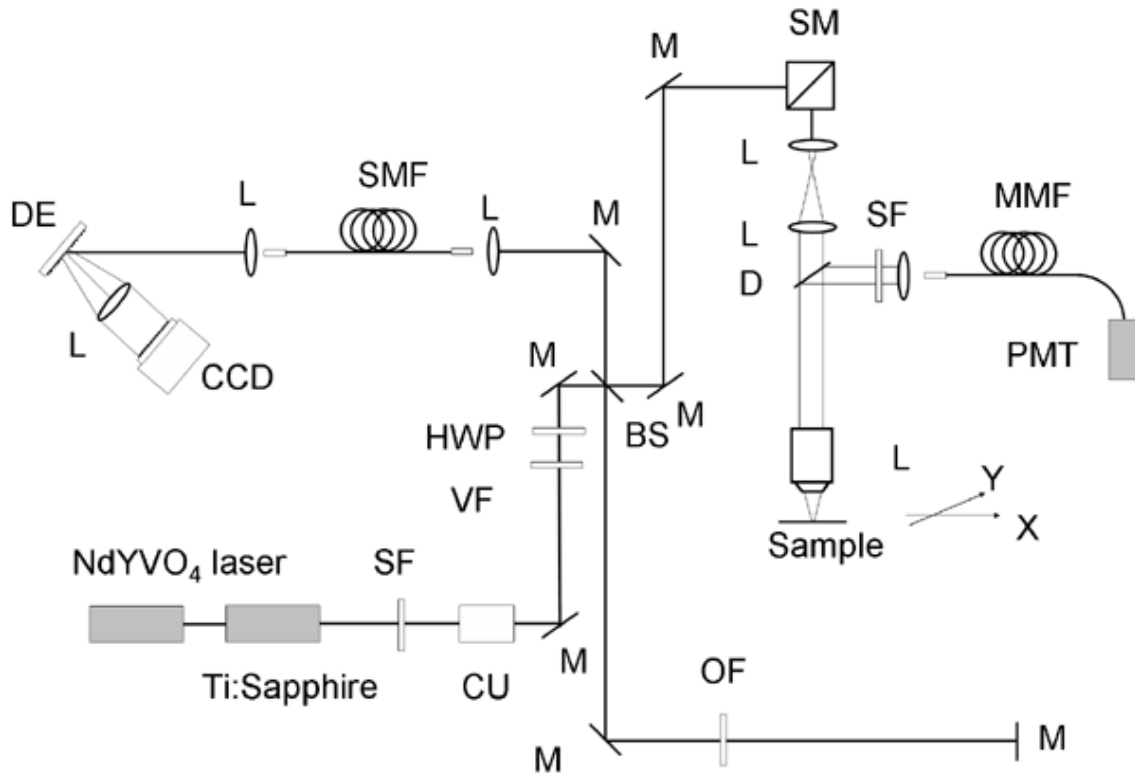 SM
M
L
SMF
L
M
DE
L
SF
MMF
L
D
L
CCD
M
PMT
M
BS
HWP
VF
L
Y
X
Sample
NdYVO4 laser
SF
Ti:Sapphire
CU
M
OF
M
M